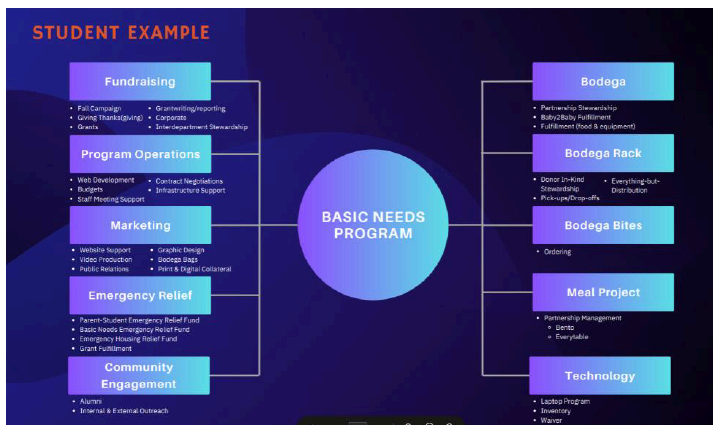 STUDENT EXAMPLE
Fundraising
• Fall Campaign
• Giving Thanks(giving)
• Grants
• Grantwriting/reporting
• Corporate
• Interdepartment Stewardship
Program Operations
• Web Development
• Budgets
• Staff Meeting Support
• Contract Negotiations
• Infrastructure Support
Marketing
• Website Support
• Video Production
• Public Relations
• Graphic Design
• Bodega Bags
• Print & Digital Collateral
Emergency Relief
• Parent-Student Emergency Relief Fund
• Basic Needs Emergency Relief Fund
• Emergency Housing Relief Fund
• Grant Fulfillment
Community
Engagement
• Alumni
• Internal & External Outreach
BASIC NEEDS
PROGRAM
Bodega
• Partnership Stewardship
• Baby2Baby Fulfillment
• Fulfillment (food & equipment)
Bodega Rack
• Donor In-Kind
Stewardship
• Pick-ups/Drop-offs
• Everything-but-
Distribution
Bodega Bites
• Ordering
Meal Project
• Partnership Management
○ Bento
○ Everytable
Technology
• Laptop Program
• Inventory
• Waiver